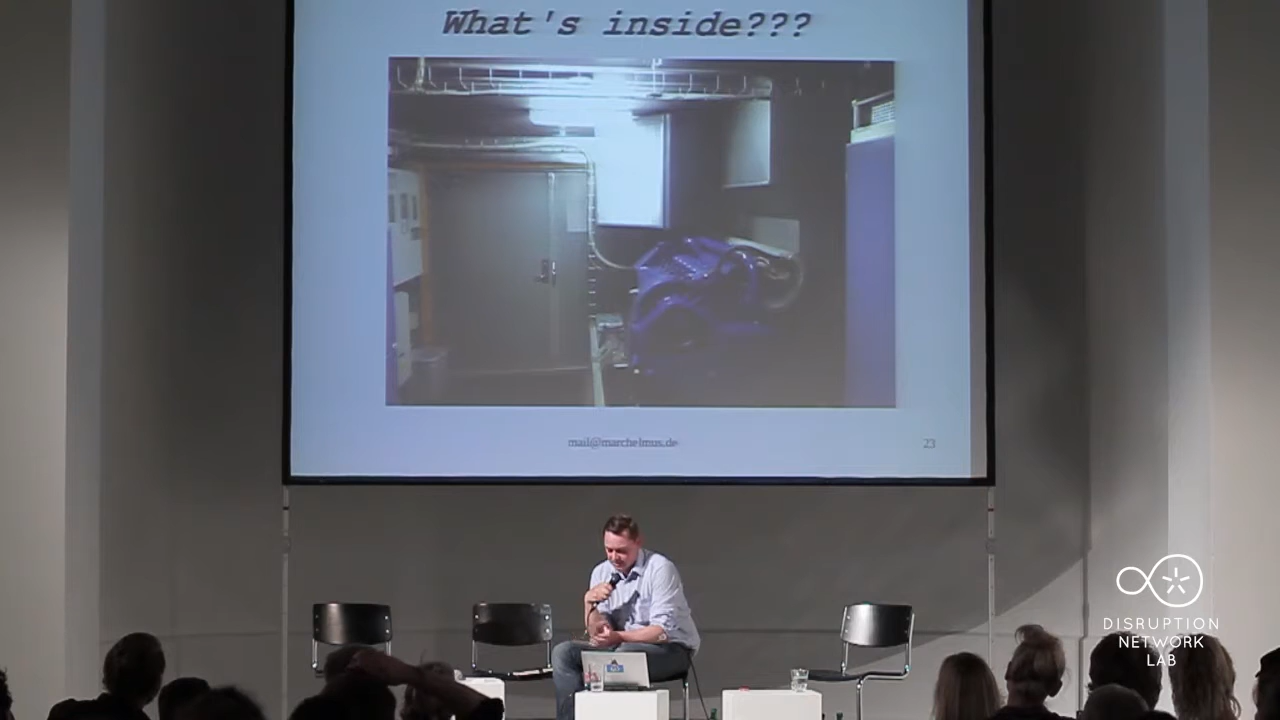 What's inside???
mail@marchelmus.de
23
DISRUPTION
NETWORK
LAB